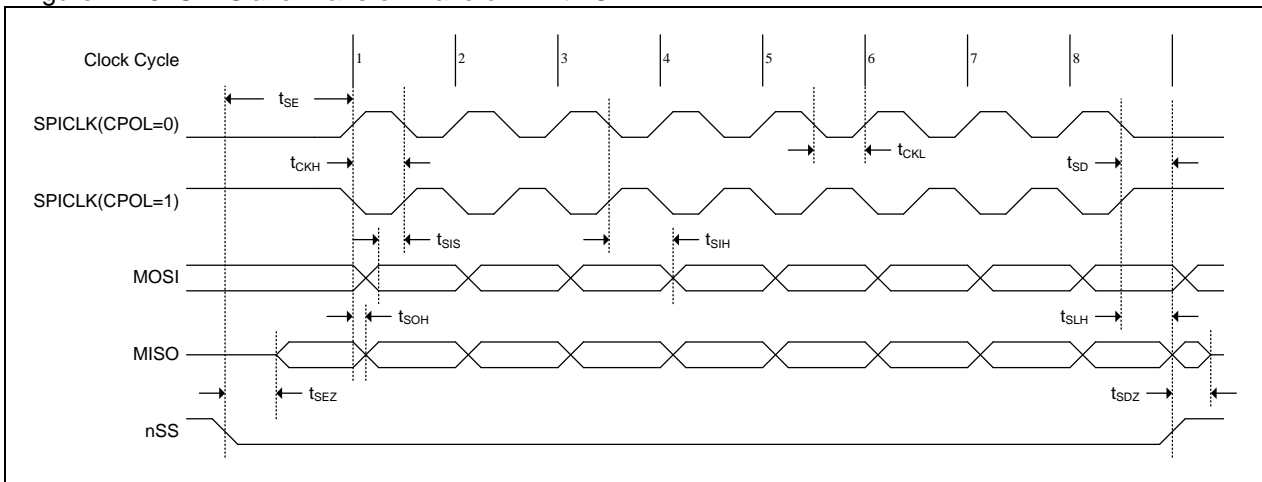 Clock Cycle
1 2 3 4 5 6 7 8
tSE
SPICLK(CPOL=0)
tCKH
tCKL
tSD
SPICLK(CPOL=1)
tSIS
tSIH
MOSI
tSOH
tSLH
MISO
tSEZ
tSDZ
nSS